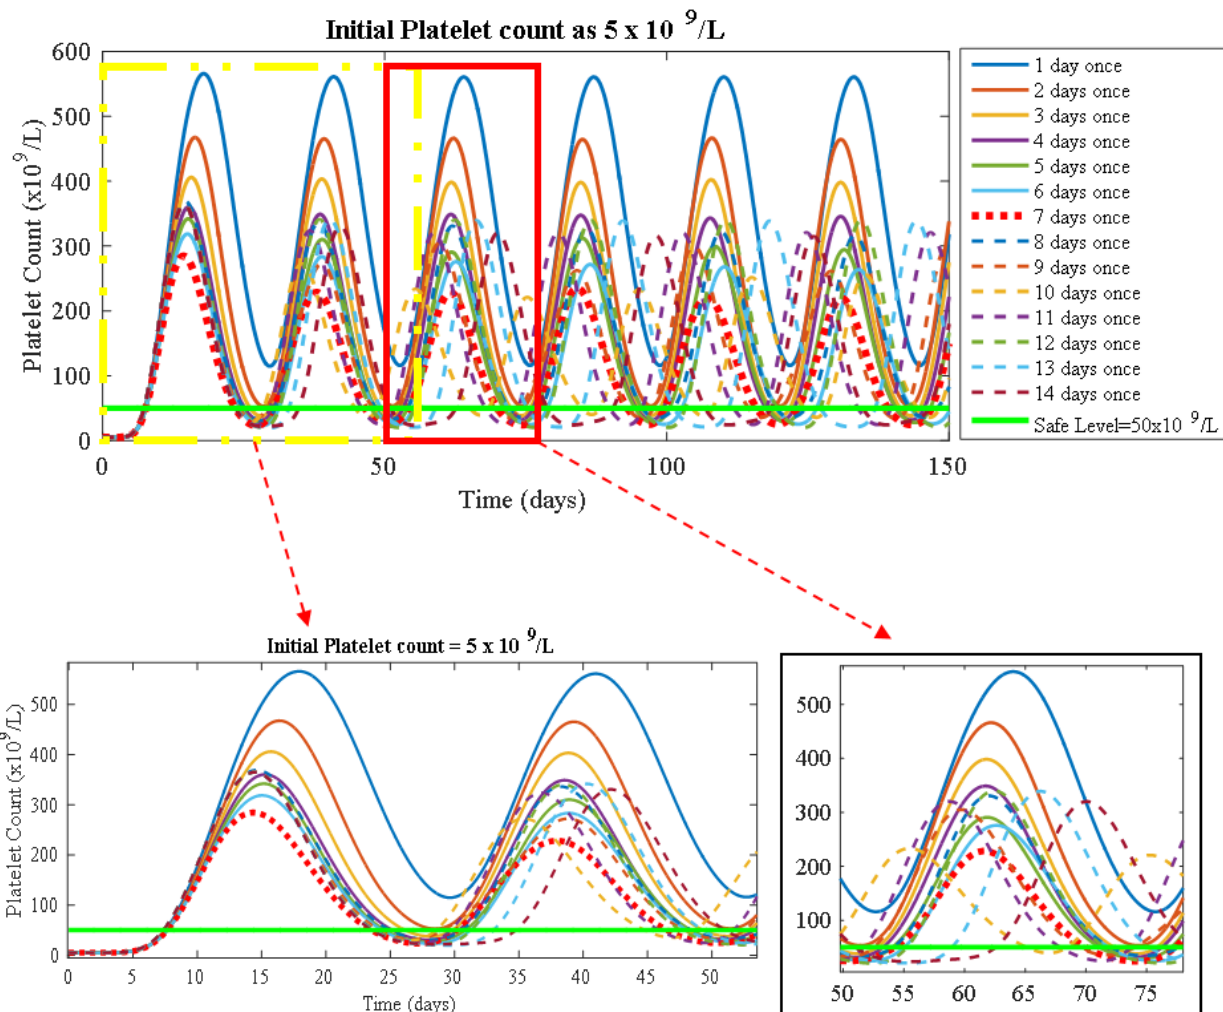 Initial Platelet count as 5 x 10 9/L
600
500
400
300
200
100
0
Platelet Count (x10 9/L)
0 50 100 150
Time (days)
1 day once
2 days once
3 days once
4 days once
5 days once
6 days once
7 days once
8 days once
9 days once
10 days once
11 days once
12 days once
13 days once
14 days once
Safe Level=50x10 9/L
Initial Platelet count = 5 x 10 9/L
500
400
300
200
100
0
Platelet Count (x10 9/L)
0 5 10 15 20 25 30 35 40 45 50
Time (days)
500
400
300
200
100
50 55 60 65 70 75